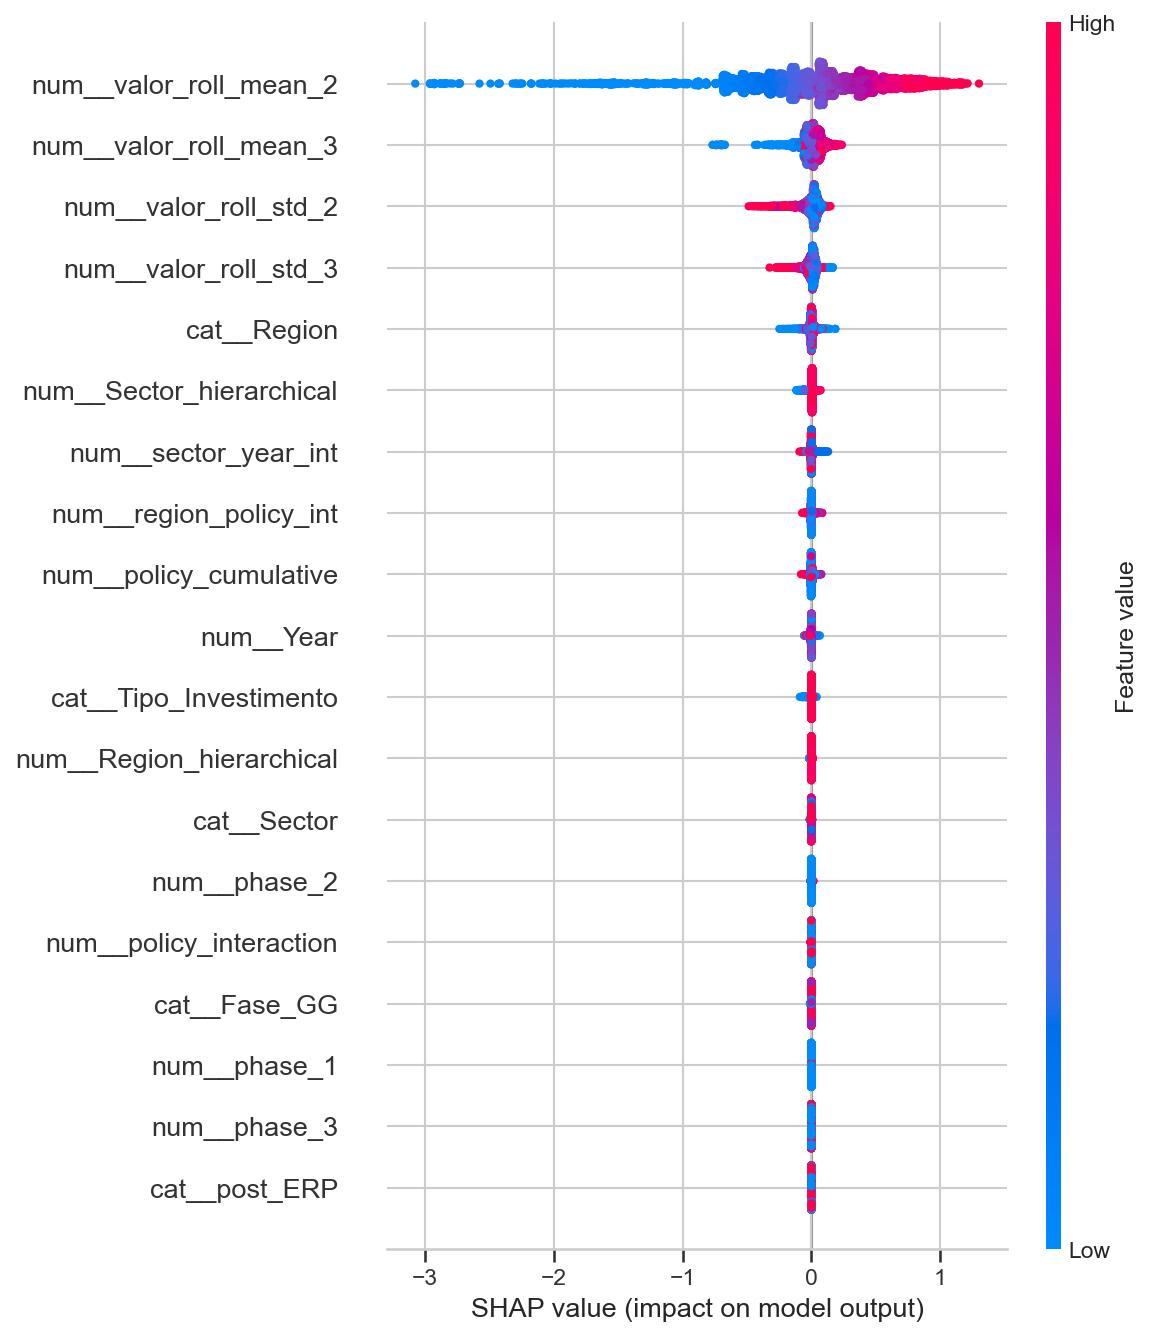 High
num__valor_roll_mean_2
num__valor_roll_mean_3
num__valor_roll_std_2
num__valor_roll_std_3
cat__Region
num__Sector_hierarchical
num__sector_year_int
num__region_policy_int
num__policy_cumulative
num__Year
cat__Tipo_Investimento
num__Region_hierarchical
cat__Sector
num__phase_2
num__policy_interaction
cat__Fase_GG
num__phase_1
num__phase_3
cat__post_ERP
Feature value
Low
−3 −2 −1 0 1
SHAP value (impact on model output)